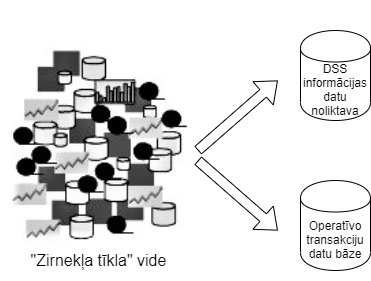 DSS
informācijas
datu
noliktava
Operatīvo
transakciju
datu bāze
"Zirnekļa tīkla" vide